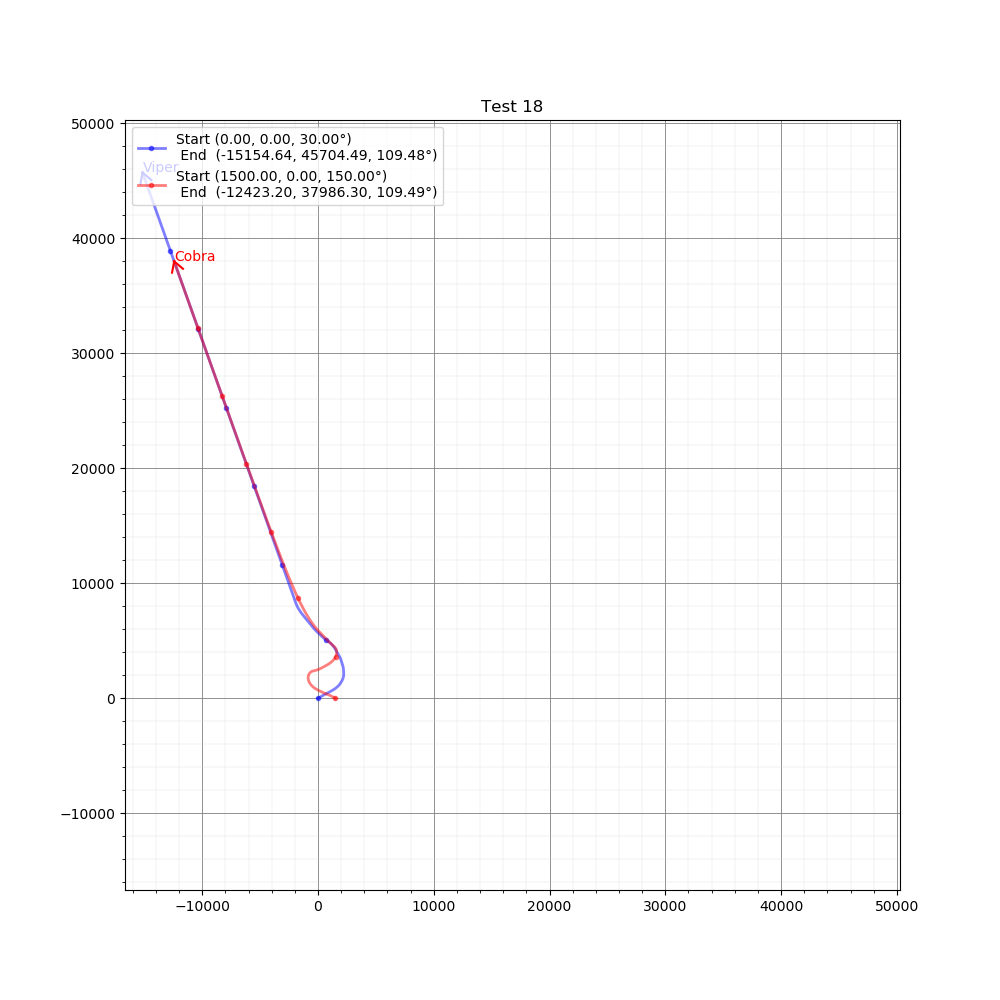 Test 18
50000
Start (0.00, 0.00, 30.00°)
End  (-15154.64, 45704.49, 109.48°)
Viper
Start (1500.00, 0.00, 150.00°)
End  (-12423.20, 37986.30, 109.49°)
40000
Cobra
30000
20000
10000
0
−10000
−10000 0 10000 20000 30000 40000 50000